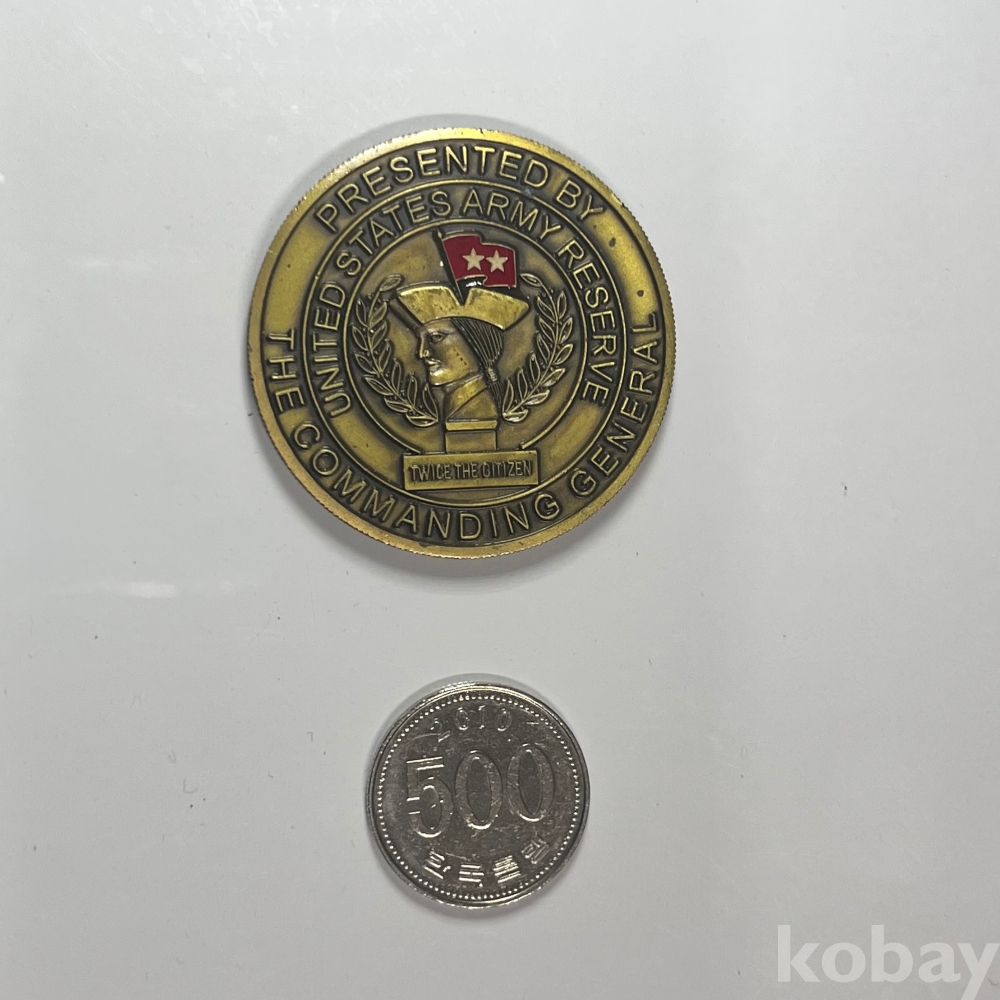 PRESENTED BY
UNITED STATES ARMY RESERVE
TWICE THE CITIZEN
THE COMMANDING GENERAL
2010
500
한국은행
kobay